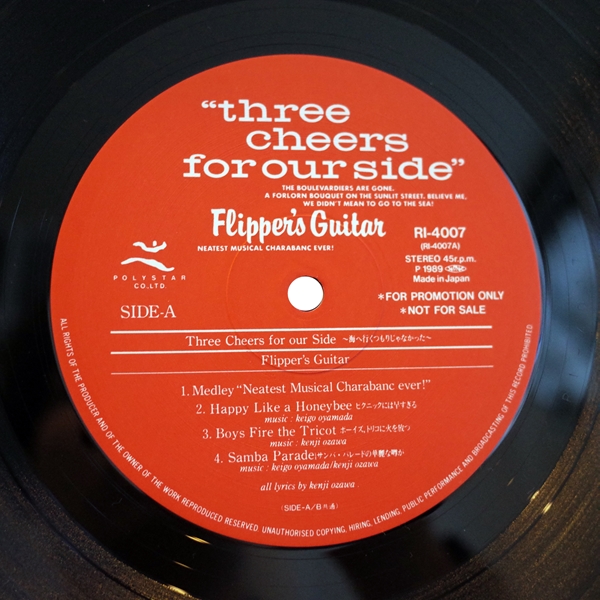 “three
cheers
for our side”
THE BOULEVARDIERS ARE GONE.
A FORLORN BOUQUET ON THE SUNLIT STREET. BELIEVE ME,
WE DIDN'T MEAN TO GO TO THE SEA!
Flipper's Guitar
NEATEST MUSICAL CHARABANC EVER!
RI-4007
(RI-4007A)
STEREO 45r.p.m.
P 1989
Made in Japan
POLYSTAR
CO.,LTD.
SIDE-A
*FOR PROMOTION ONLY
*NOT FOR SALE
Three Cheers for our Side 〜海へ行くつもりじゃなかった〜
Flipper's Guitar
1. Medley “Neatest Musical Charabanc ever!”
2. Happy Like a Honeybee ピクニックには早すぎる
music : keigo oyamada
3. Boys Fire the Tricot ボーイズ、トリコに火を放つ
music : kenji ozawa
4. Samba Parade サンバ・パレードの華麗な噂が
music : keigo oyamada/kenji ozawa
all lyrics by kenji ozawa
(SIDE-A/B共通)
ALL RIGHTS OF THE PRODUCER AND OF THE OWNER OF THE WORK REPRODUCED RESERVED. UNAUTHORISED COPYING, HIRING, LENDING, PUBLIC PERFORMANCE AND BROADCASTING OF THIS RECORD PROHIBITED